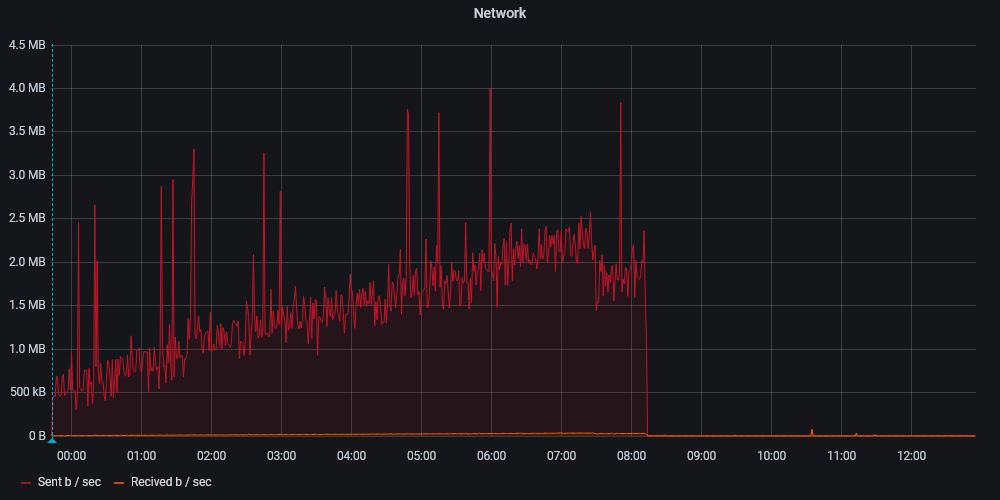 Network
4.5 MB
4.0 MB
3.5 MB
3.0 MB
2.5 MB
2.0 MB
1.5 MB
1.0 MB
500 kB
0 B
00:00 01:00 02:00 03:00 04:00 05:00 06:00 07:00 08:00 09:00 10:00 11:00 12:00
Sent b / sec Recived b / sec